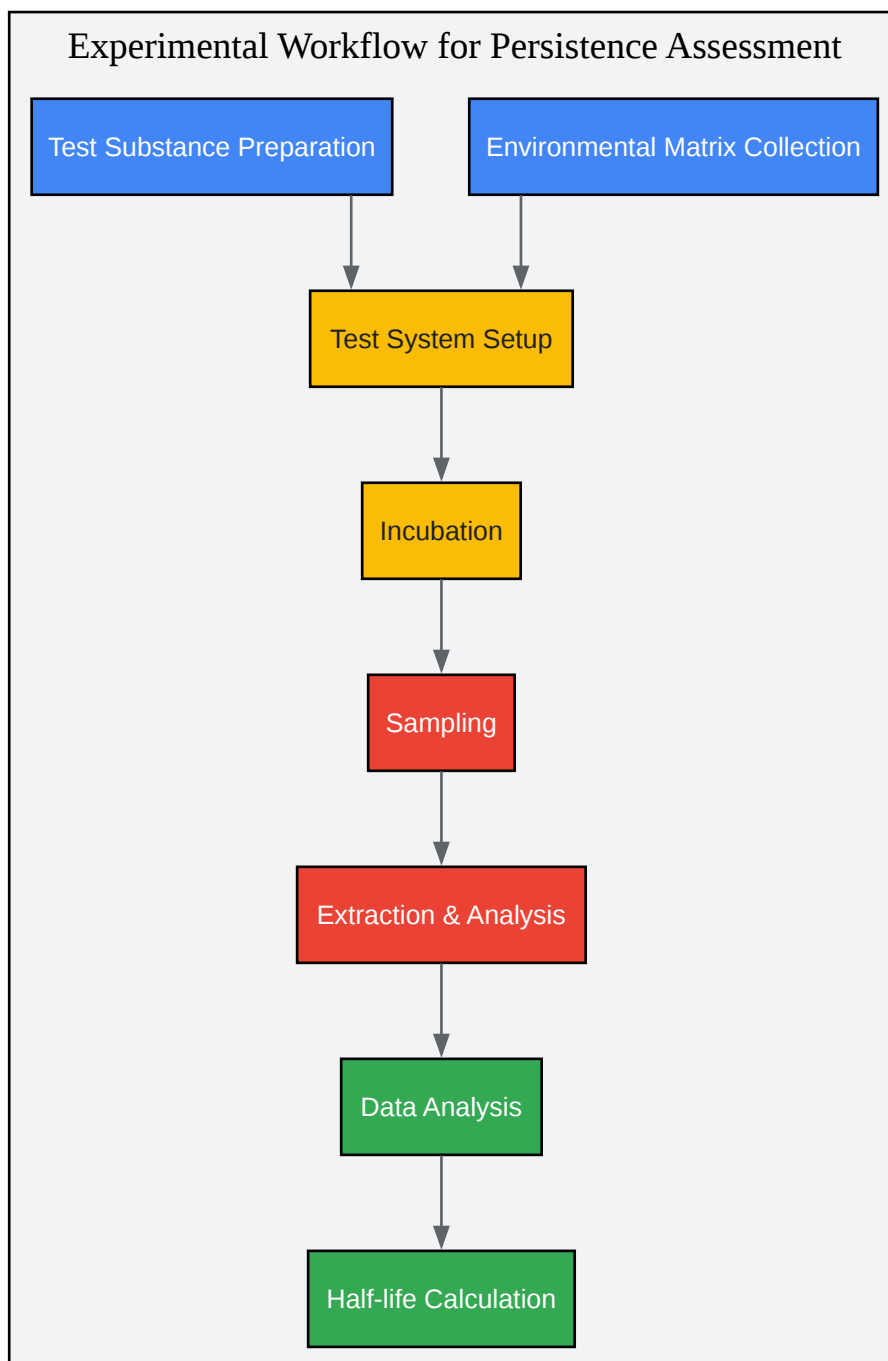 Experimental Workflow for Persistence Assessment
Test Substance Preparation
Environmental Matrix Collection
Test System Setup
Incubation
Sampling
Extraction & Analysis
Data Analysis
Half-life Calculation